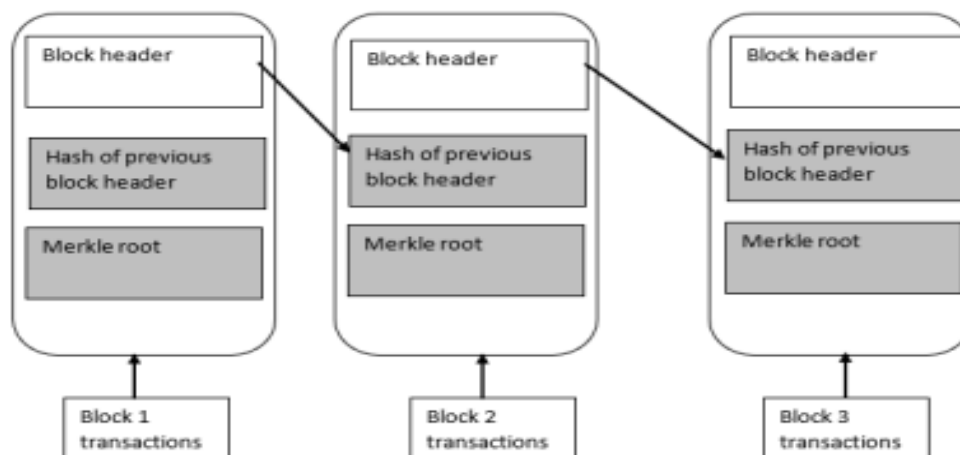 Block header
Hash of previous
block header
Merkle root
Block 1
transactions
Block header
Hash of previous
block header
Merkle root
Block 2
transactions
Block header
Hash of previous
block header
Merkle root
Block 3
transactions